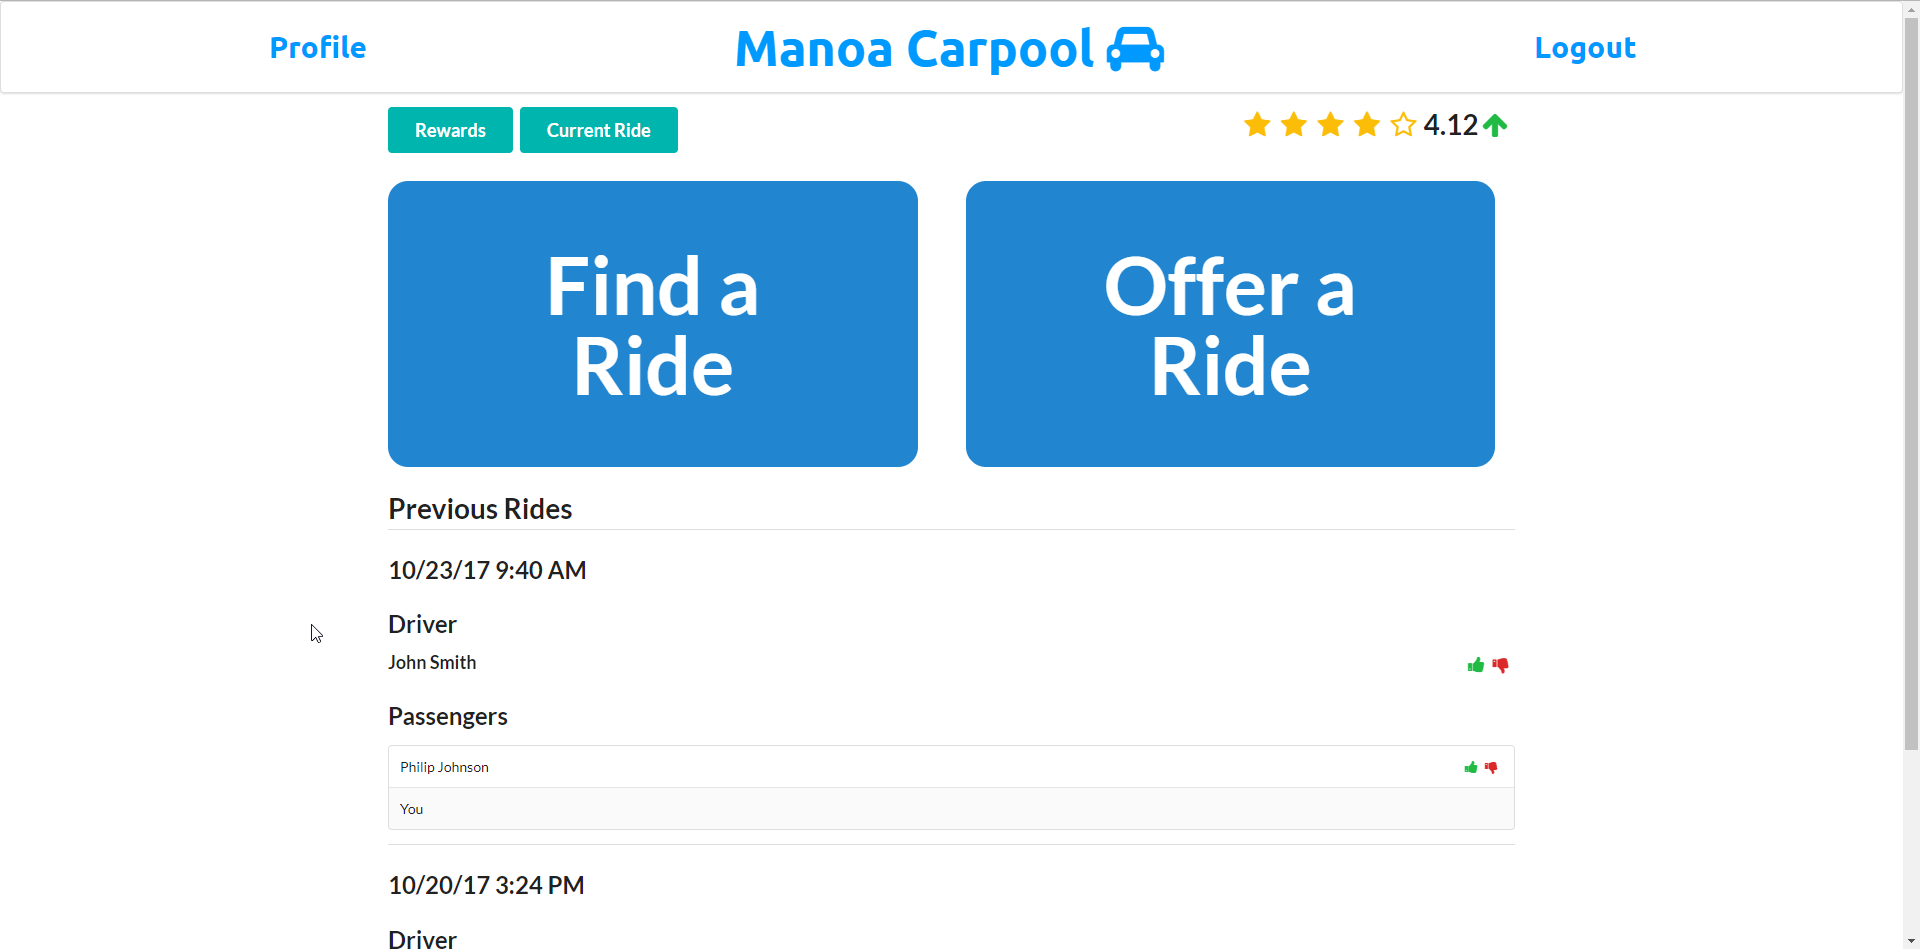 Profile
Manoa Carpool
Logout
Rewards
Current Ride
4.12
Find a
Ride
Offer a
Ride
Previous Rides
10/23/17 9:40 AM
Driver
John Smith
Passengers
Philip Johnson
You
10/20/17 3:24 PM
Driver